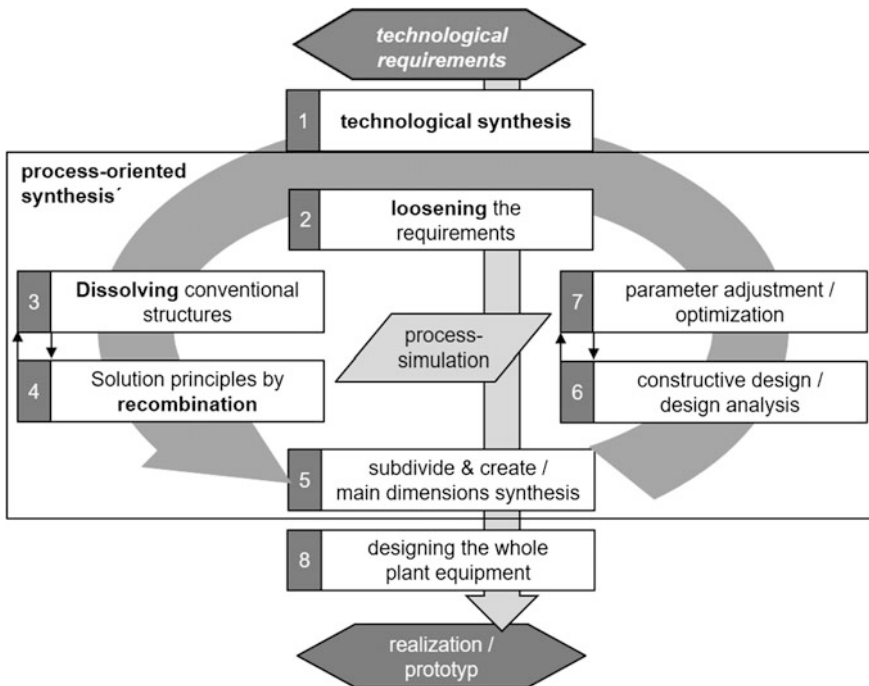 technological
requirements
1
technological synthesis
process-oriented
synthesis´
2
loosening the
requirements
3
Dissolving conventional
structures
4
Solution principles by
recombination
process-
simulation
7
parameter adjustment /
optimization
6
constructive design /
design analysis
5
subdivide & create /
main dimensions synthesis
8
designing the whole
plant equipment
realization /
prototyp